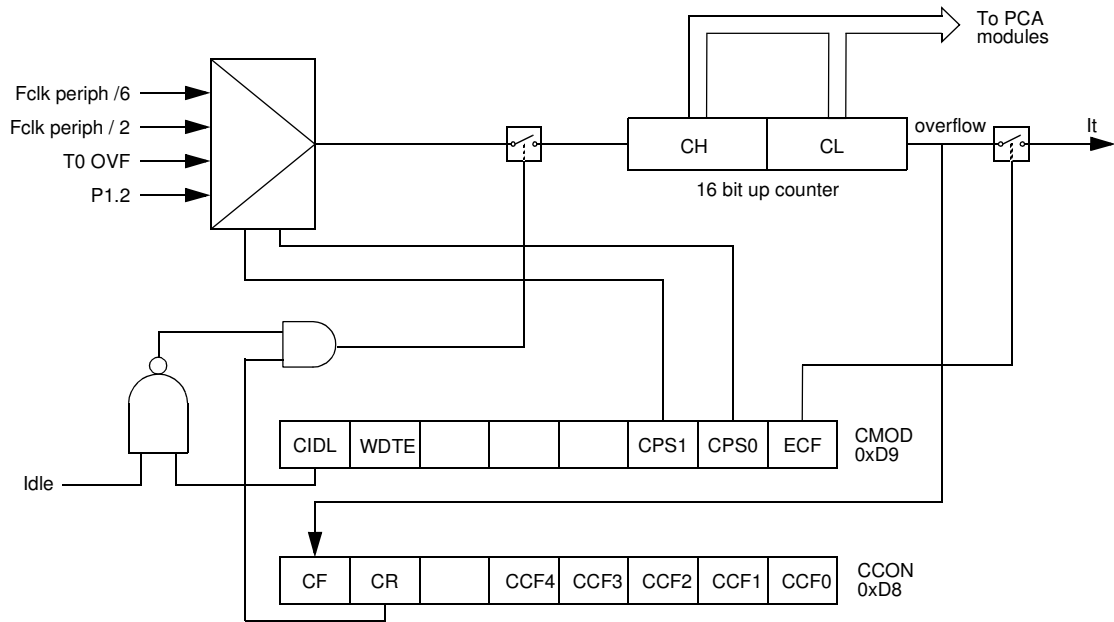 To PCA
modules
Fclk periph /6
Fclk periph / 2
T0 OVF
P1.2
CH
CL
overflow
It
16 bit up counter
CIDL
WDTE
CPS1
CPS0
ECF
CMOD
0xD9
Idle
CF
CR
CCF4
CCF3
CCF2
CCF1
CCF0
CCON
0xD8